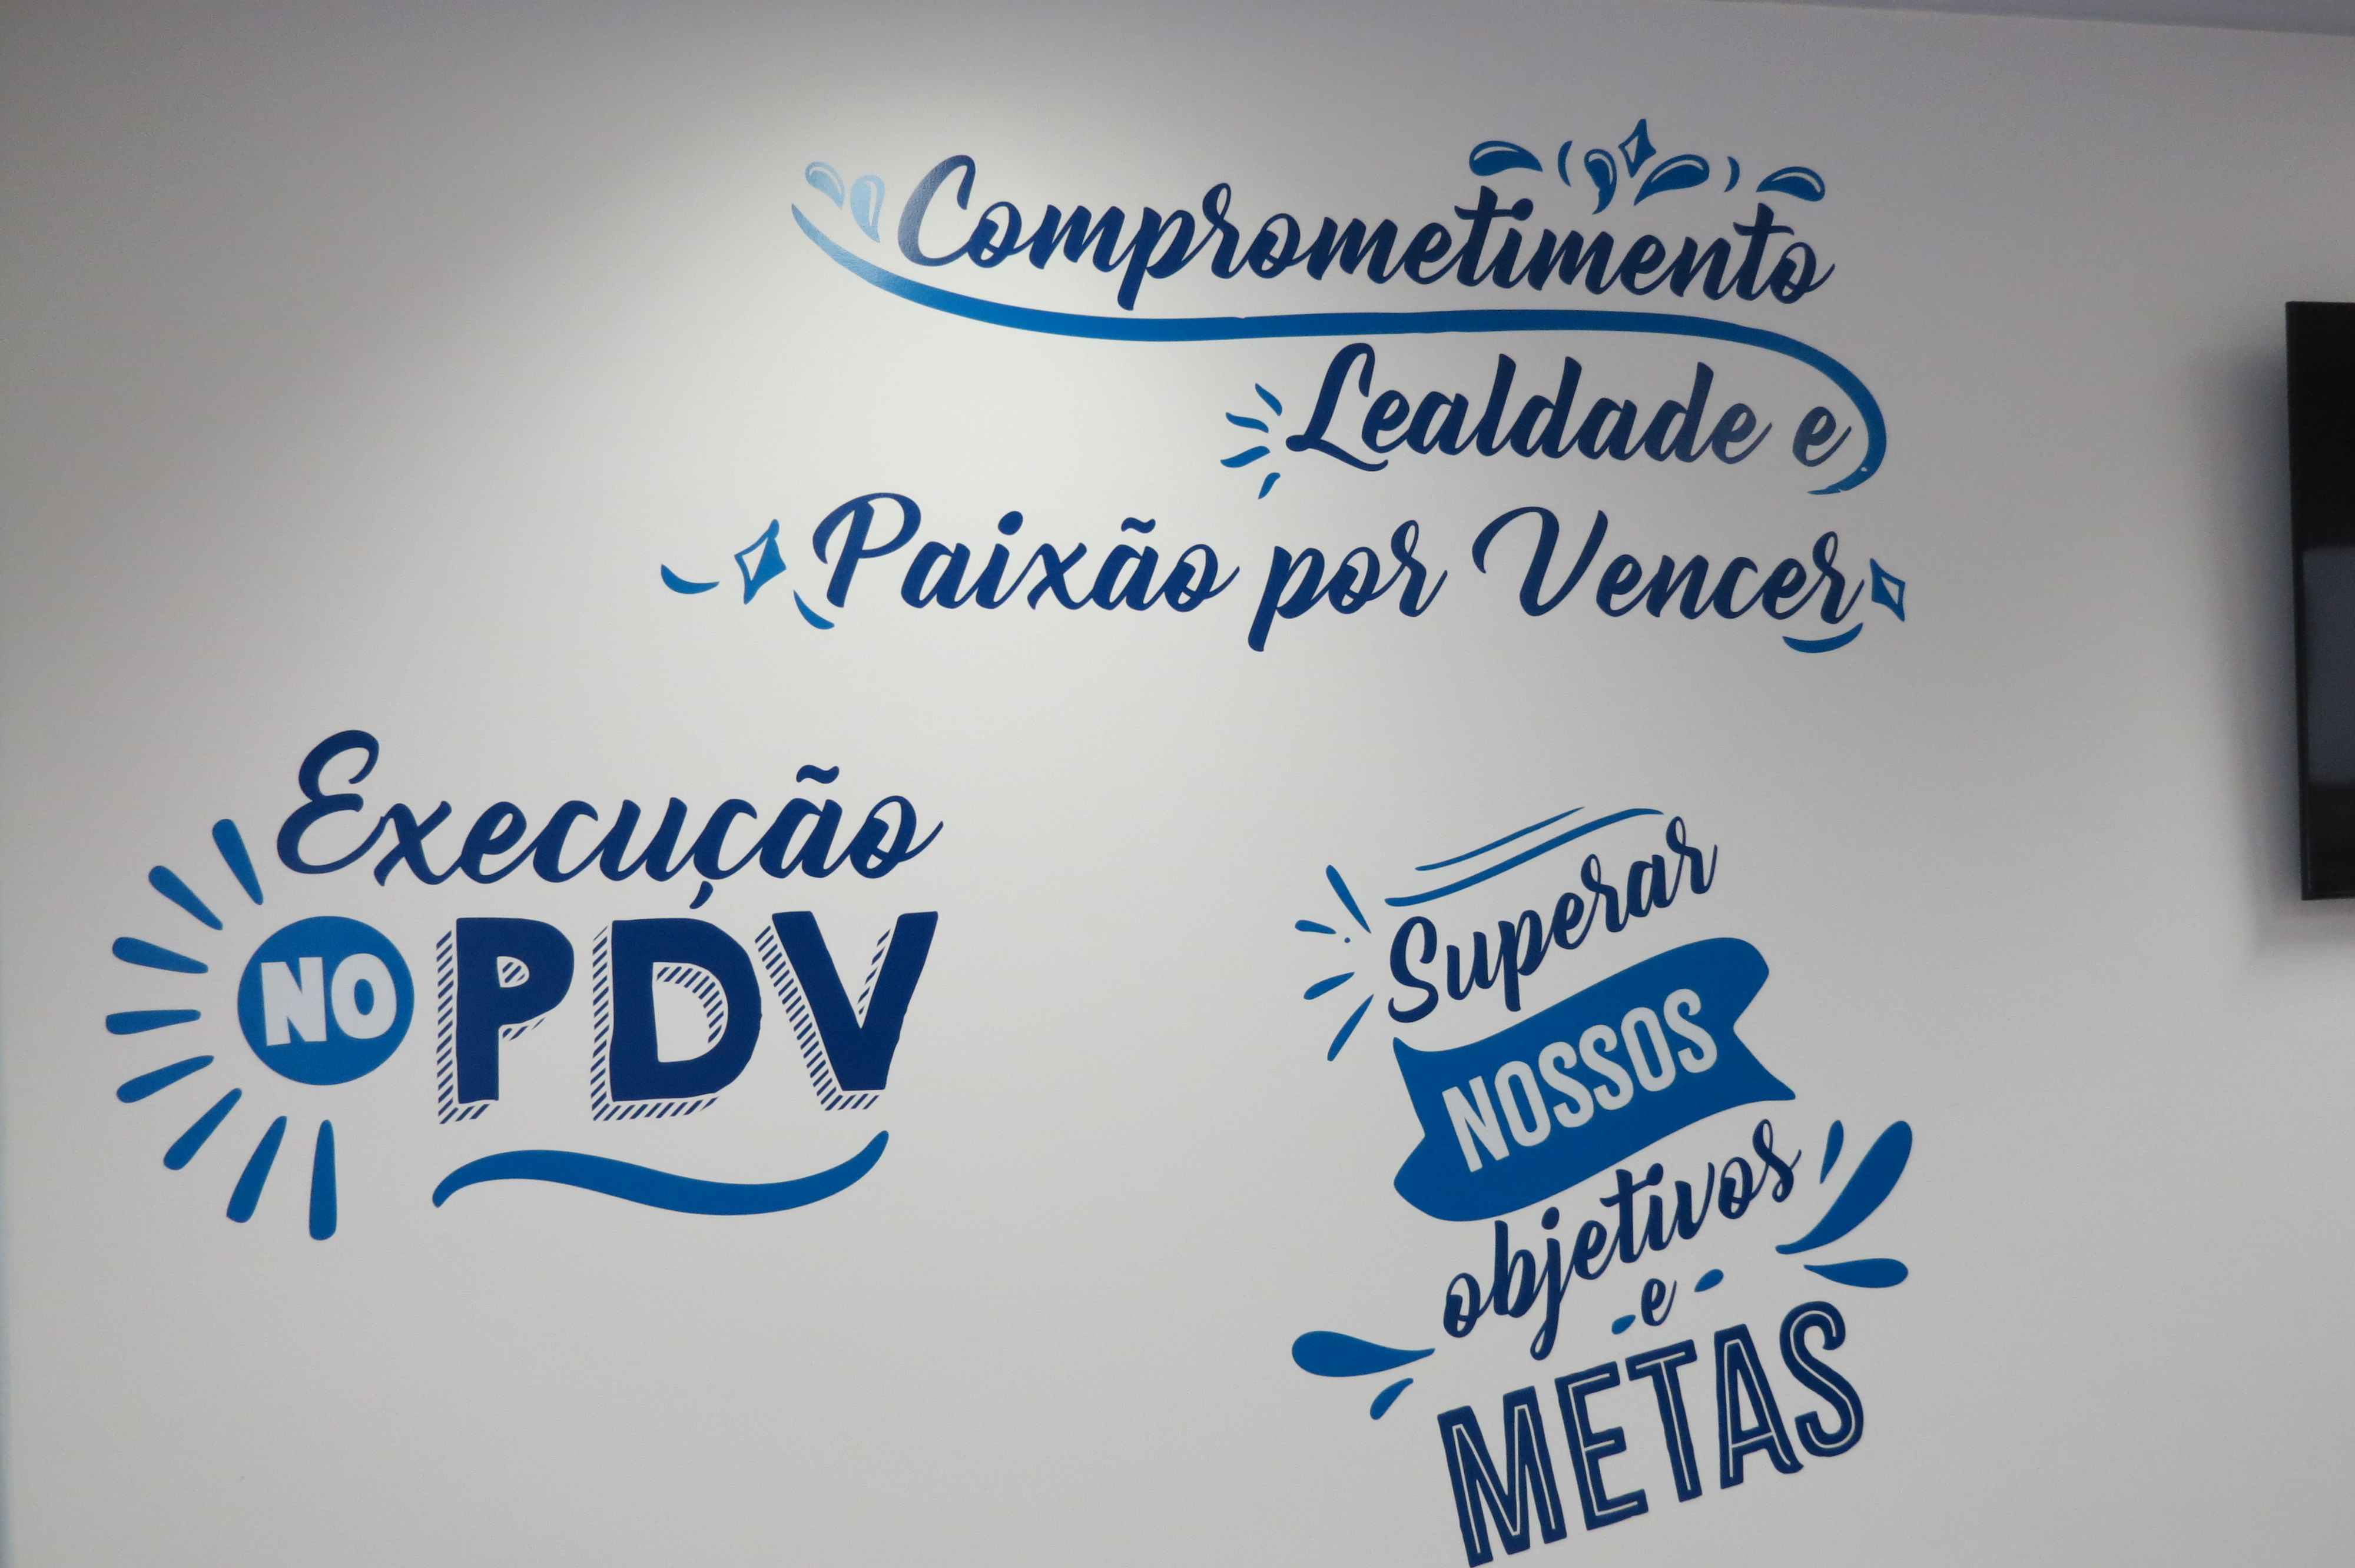 Comprometimento
Lealdade e
Paixão por Vencer
Execução
NO PDV
Superar
NOSSOS
objetivos
e
METAS